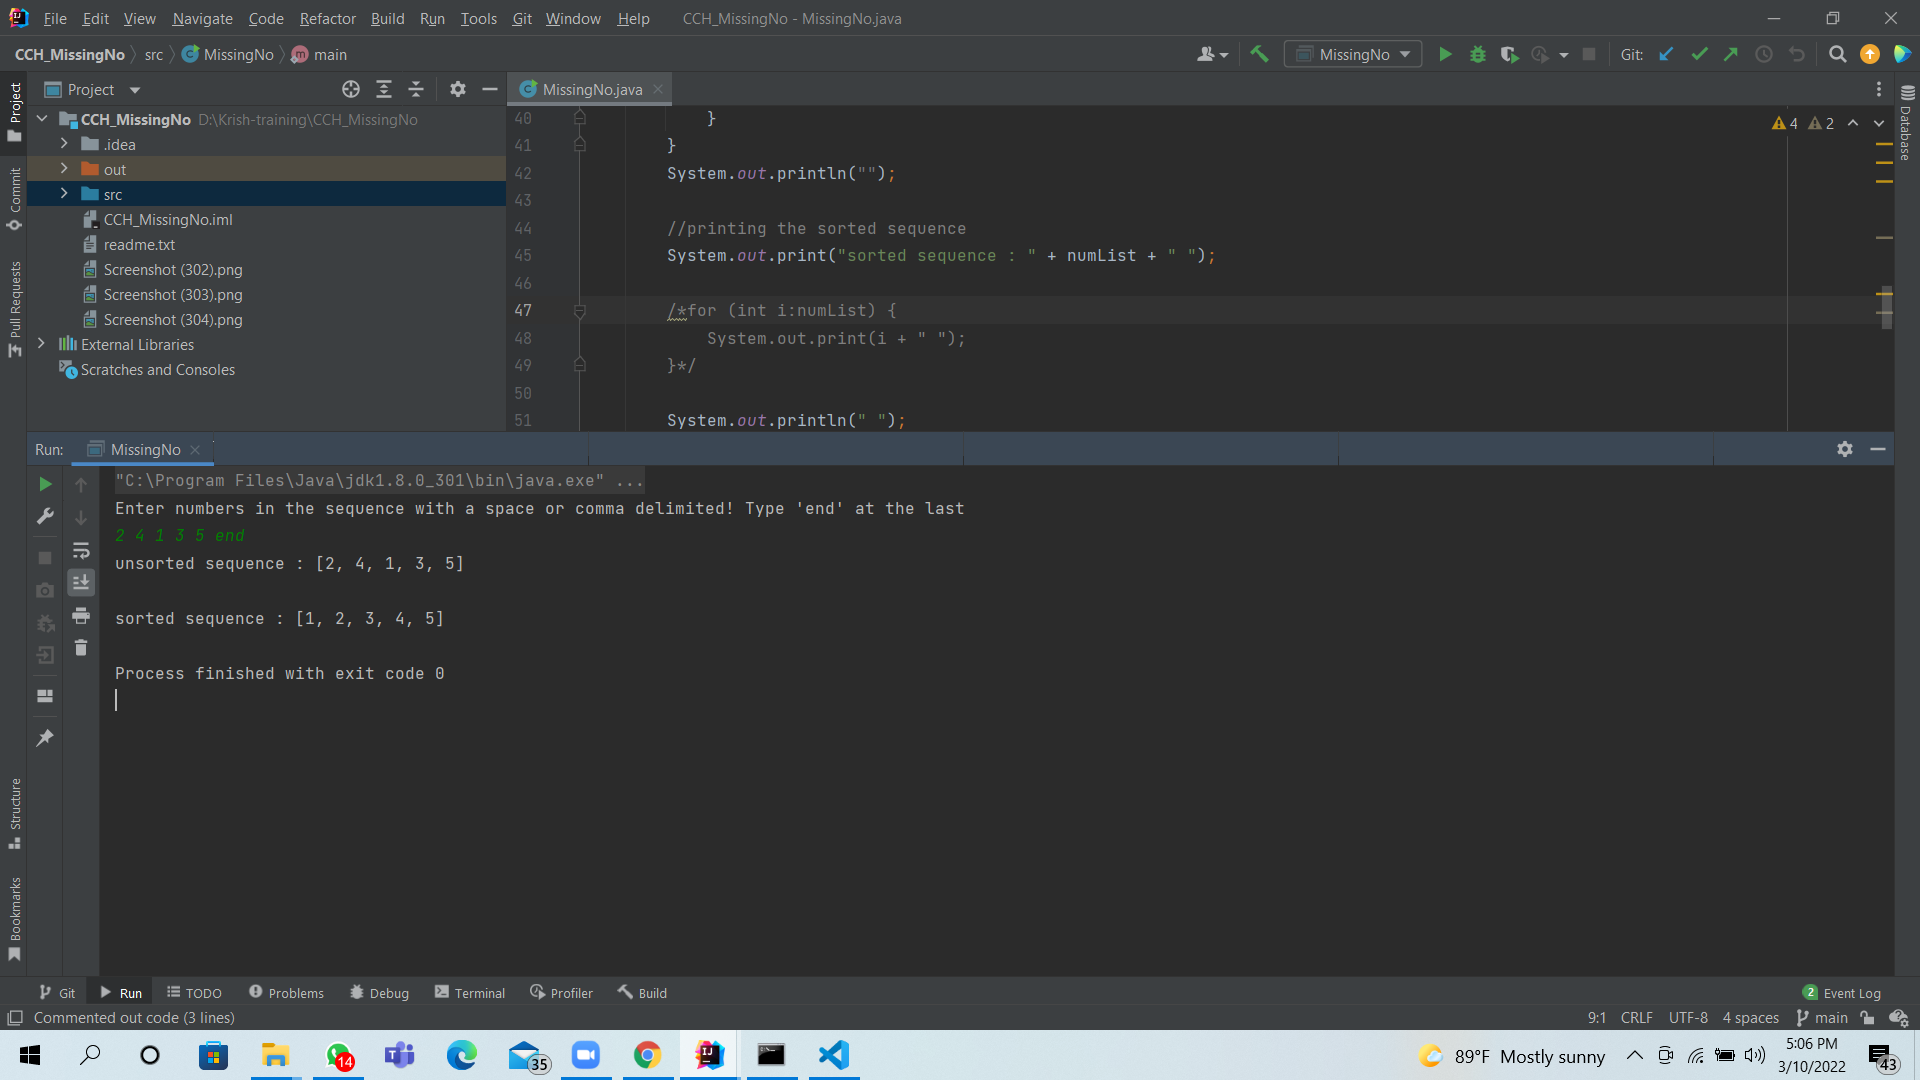 File Edit View Navigate Code Refactor Build Run Tools Git Window Help CCH_MissingNo - MissingNo.java
CCH_MissingNo src MissingNo main MissingNo Git:
Project
MissingNo.java
CCH_MissingNo D:\Krish-training\CCH_MissingNo
.idea
out
src
CCH_MissingNo.iml
readme.txt
Screenshot (302).png
Screenshot (303).png
Screenshot (304).png
External Libraries
Scratches and Consoles
Project
Commit
Pull Requests
Structure
Bookmarks
Database
4 2
40 }
41 }
42 System.out.println("");
43
44 //printing the sorted sequence
45 System.out.print("sorted sequence : " + numList + " ");
46
47 /*for (int i:numList) {
48 System.out.print(i + " ");
49 }*/
50
51 System.out.println(" ");
Run: MissingNo
"C:\Program Files\Java\jdk1.8.0_301\bin\java.exe" ...
Enter numbers in the sequence with a space or comma delimited! Type 'end' at the last
2 4 1 3 5 end
unsorted sequence : [2, 4, 1, 3, 5]
sorted sequence : [1, 2, 3, 4, 5]
Process finished with exit code 0
Git Run TODO Problems Debug Terminal Profiler Build 2 Event Log
Commented out code (3 lines) 9:1 CRLF UTF-8 4 spaces main
14 35 89°F Mostly sunny 5:06 PM
3/10/2022 43